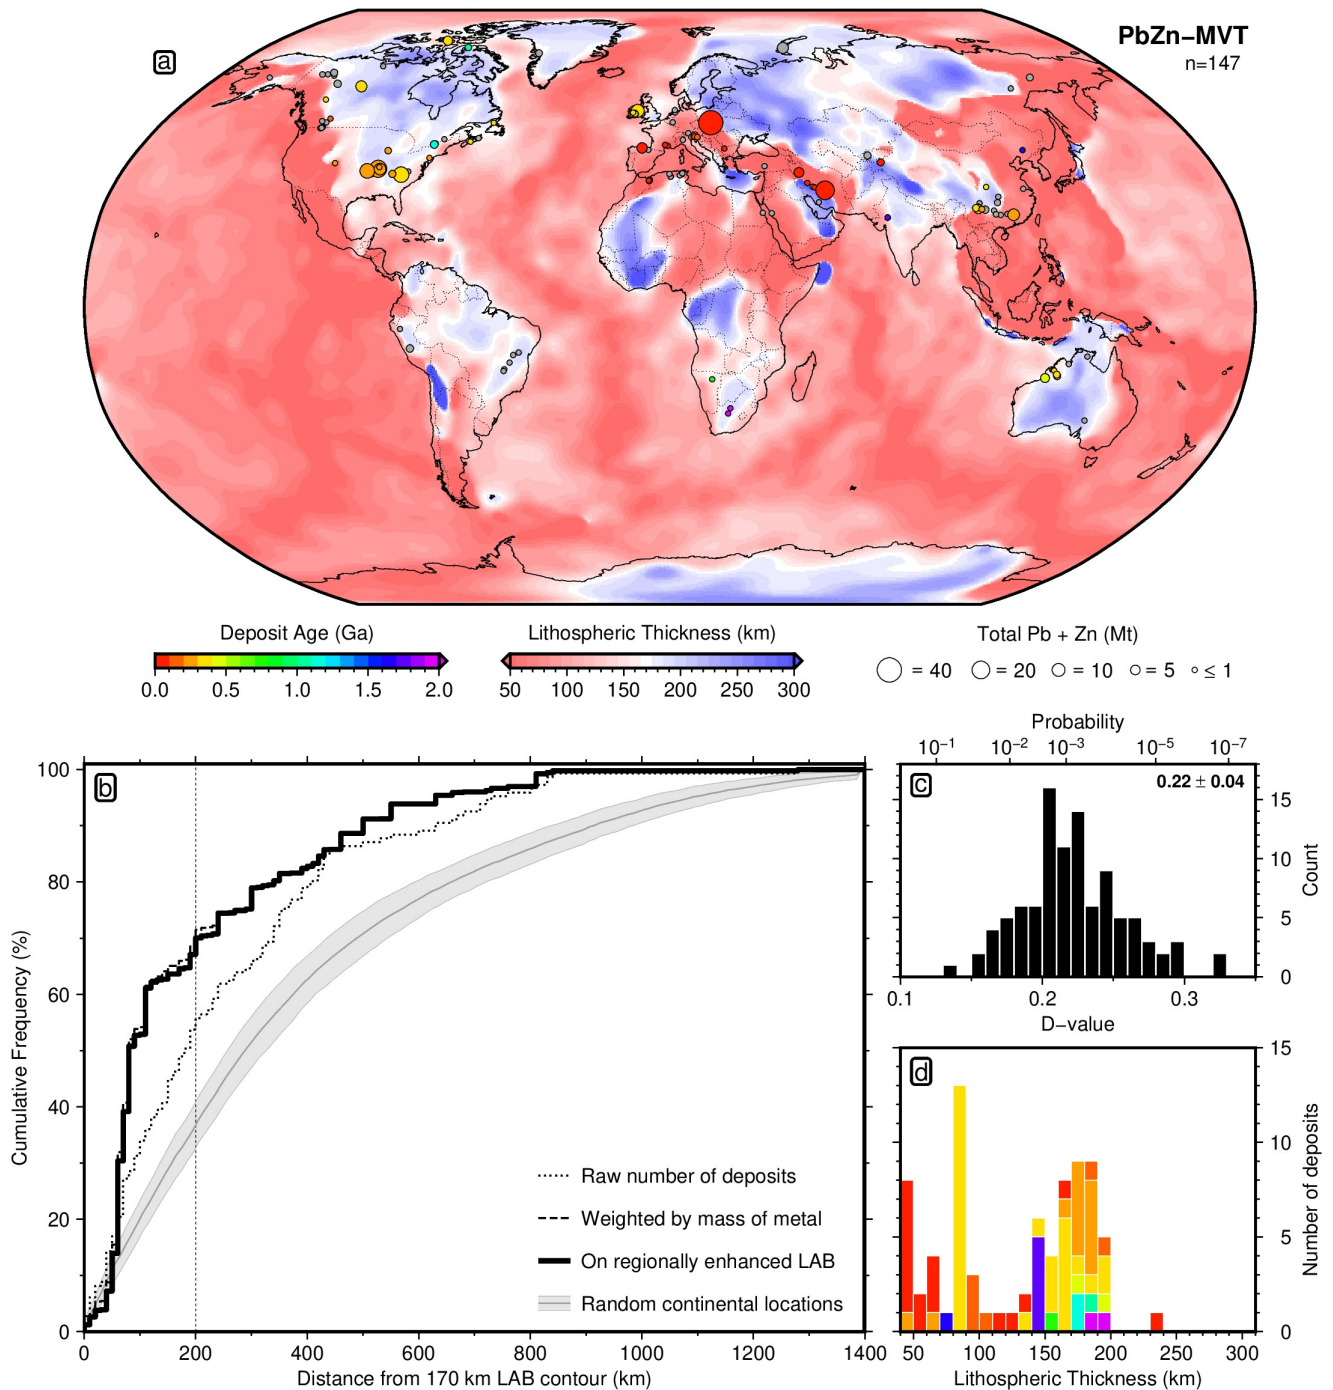 a
PbZn−MVT
n=147
Deposit Age (Ga)
0.0 0.5 1.0 1.5 2.0
Lithospheric Thickness (km)
50 100 150 200 250 300
Total Pb + Zn (Mt)
= 40 = 20 = 10 = 5 ≤ 1
b
Cumulative Frequency (%)
100
80
60
40
20
0
0 200 400 600 800 1000 1200 1400
Distance from 170 km LAB contour (km)
Raw number of deposits
Weighted by mass of metal
On regionally enhanced LAB
Random continental locations
Probability
10⁻¹ 10⁻² 10⁻³ 10⁻⁵ 10⁻⁷
c
0.22 ± 0.04
15
10
5
0
Count
0.1 0.2 0.3
D−value
d
15
10
5
0
Number of deposits
50 100 150 200 250 300
Lithospheric Thickness (km)